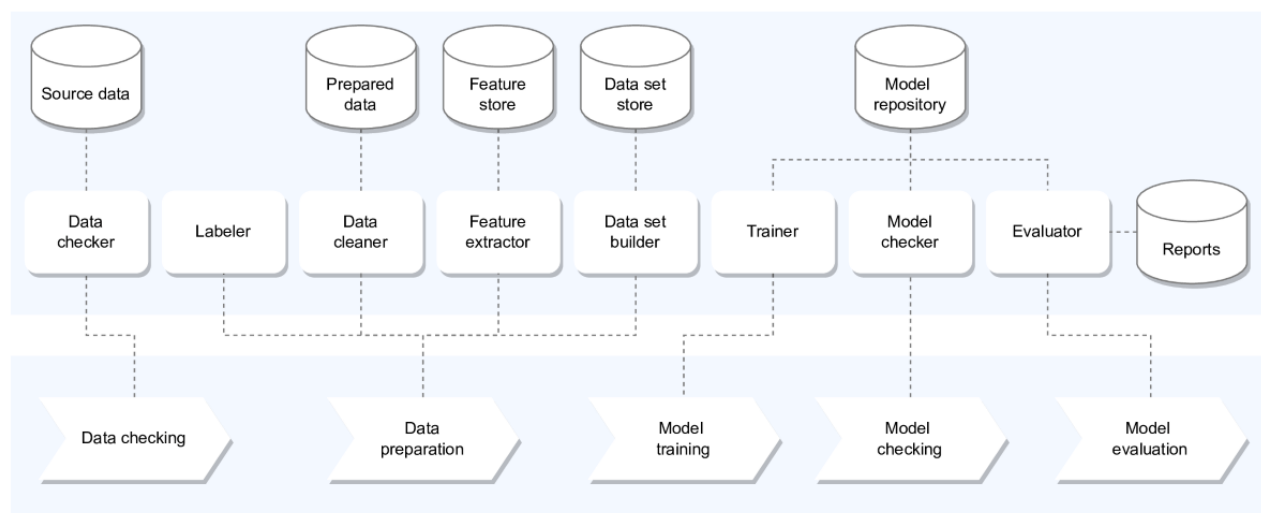 Source data
Prepared
data
Feature
store
Data set
store
Model
repository
Data
checker
Labeler
Data
cleaner
Feature
extractor
Data set
builder
Trainer
Model
checker
Evaluator
Reports
Data checking
Data
preparation
Model
training
Model
checking
Model
evaluation